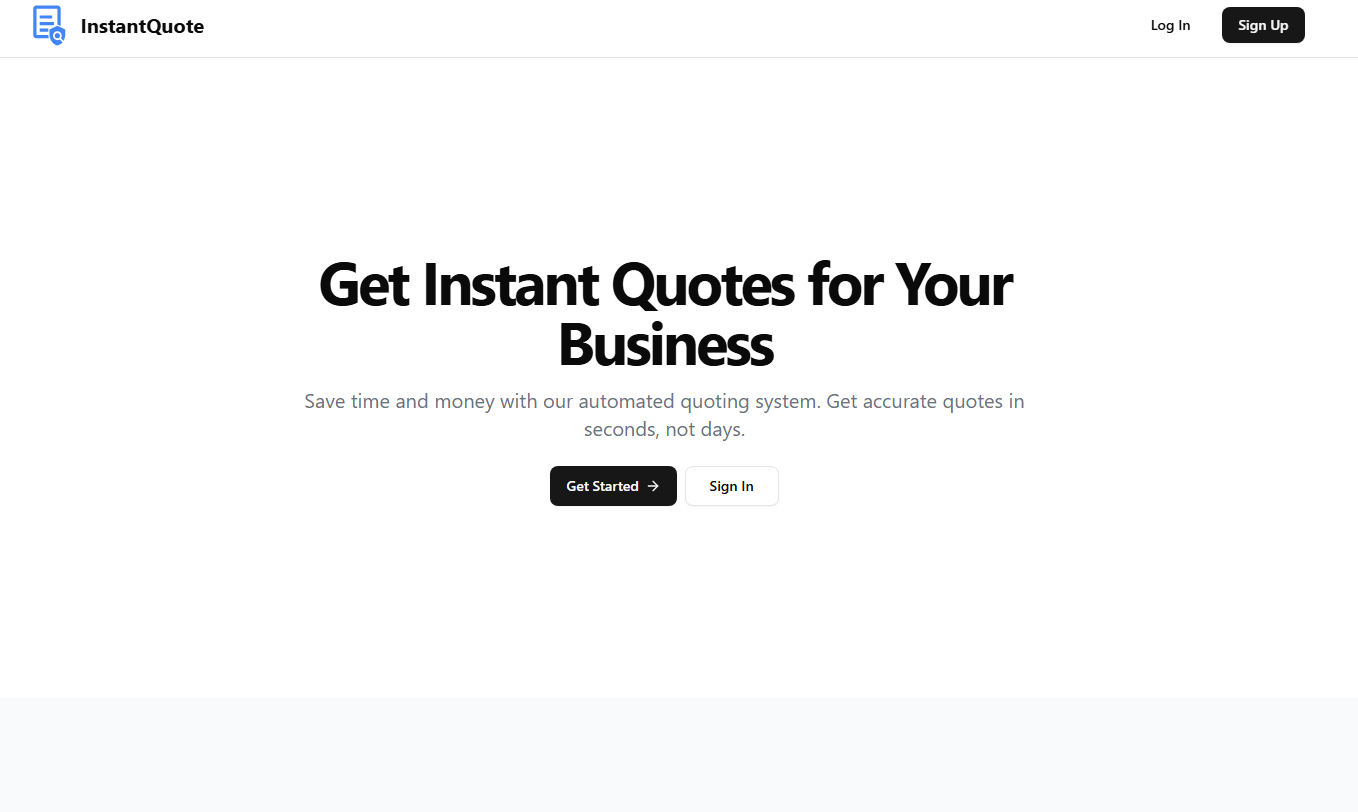 InstantQuote
Log In
Sign Up
Get Instant Quotes for Your
Business
Save time and money with our automated quoting system. Get accurate quotes in
seconds, not days.
Get Started
Sign In